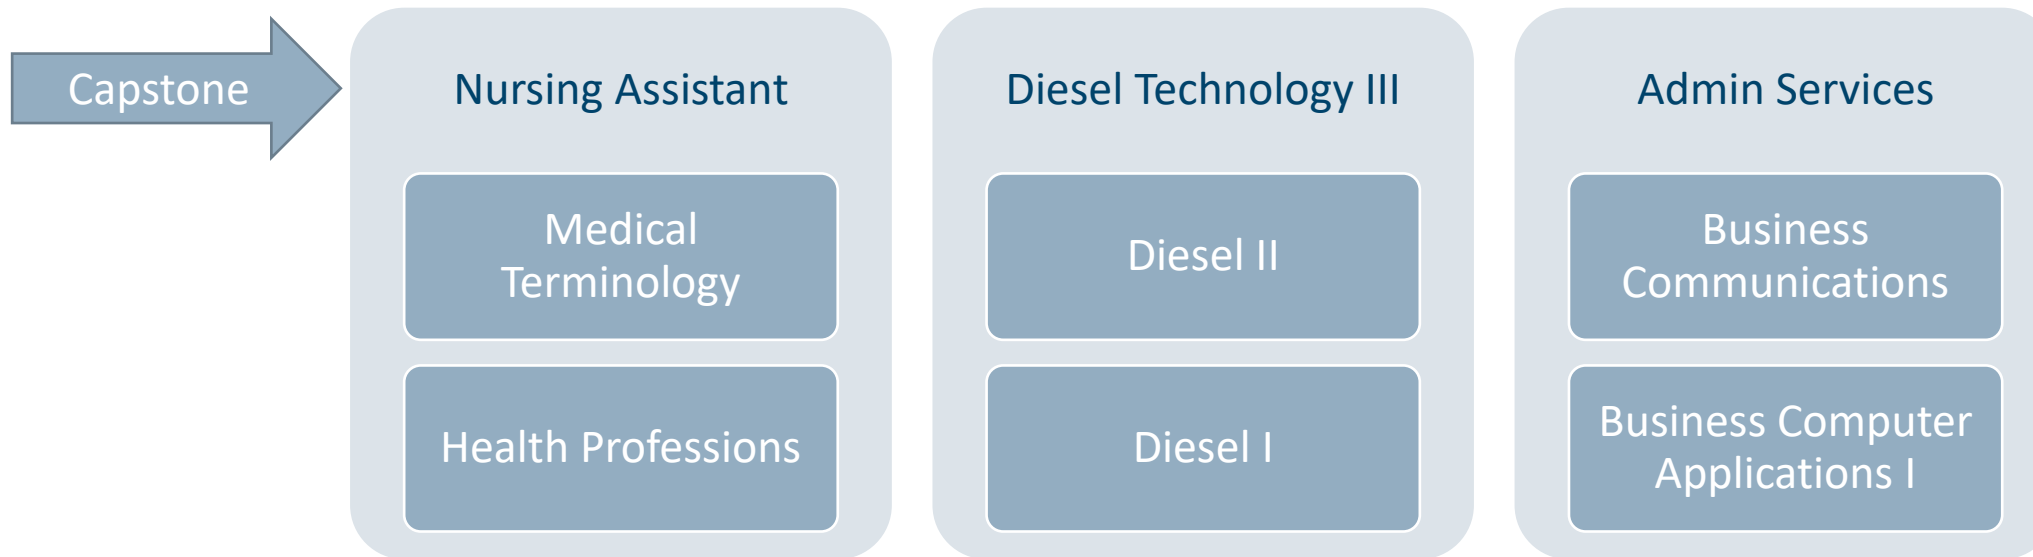 Capstone
Nursing Assistant
Medical
Terminology
Health Professions
Diesel Technology III
Diesel II
Diesel I
Admin Services
Business
Communications
Business Computer
Applications I